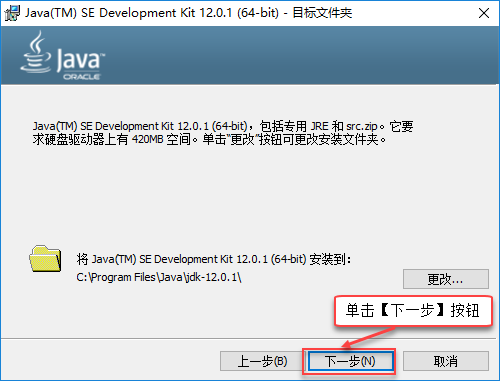 Java(TM) SE Development Kit 12.0.1 (64-bit) - 目标文件夹
Java™
ORACLE
Java(TM) SE Development Kit 12.0.1 (64-bit)，包括专用 JRE 和 src.zip。它要
求硬盘驱动器上有 420MB 空间。单击“更改”按钮可更改安装文件夹。
将 Java(TM) SE Development Kit 12.0.1 (64-bit) 安装到：
C:\Program Files\Java\jdk-12.0.1\
更改...
单击【下一步】按钮
上一步(B)
下一步(N)
取消